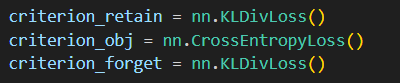 criterion_retain = nn.KLDivLoss()
criterion_obj = nn.CrossEntropyLoss()
criterion_forget = nn.KLDivLoss()